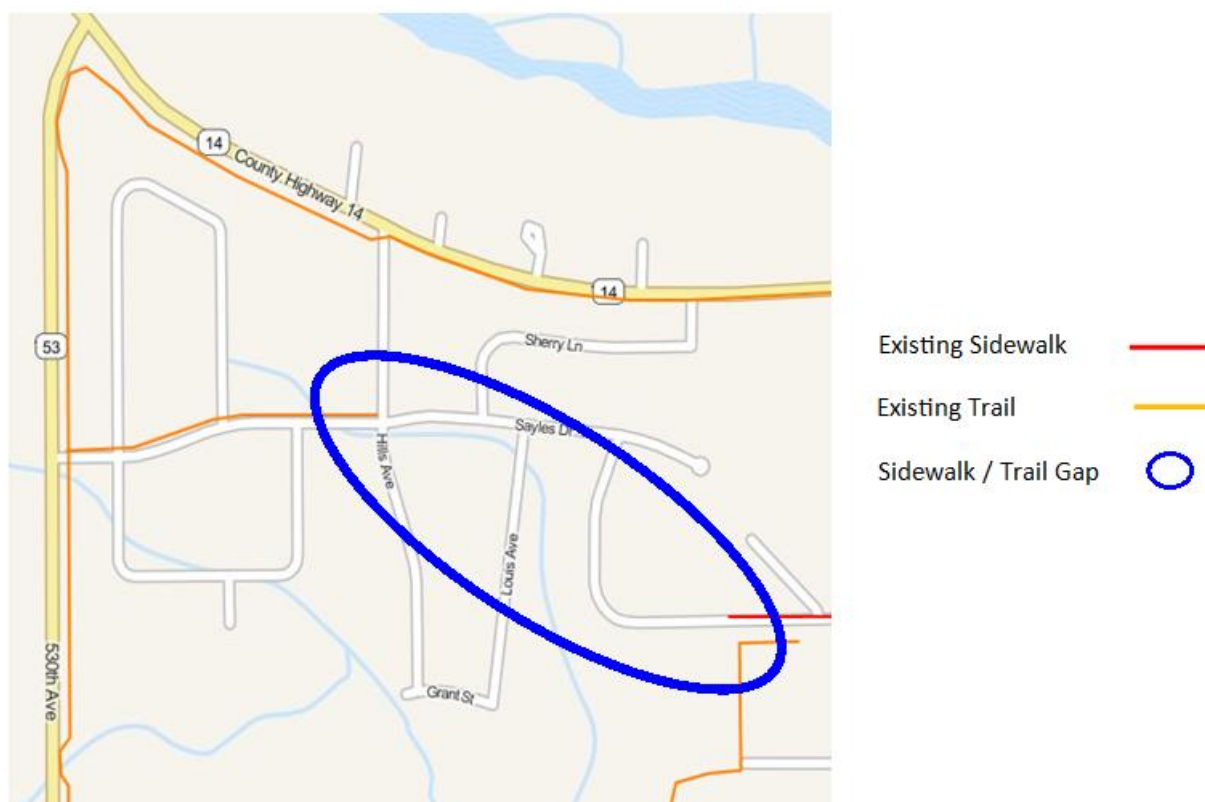 14
County Highway 14
14
53
Sherry Ln
Sayles Dr
Hills Ave
Louis Ave
Grant St
530th Ave
Existing Sidewalk
Existing Trail
Sidewalk / Trail Gap